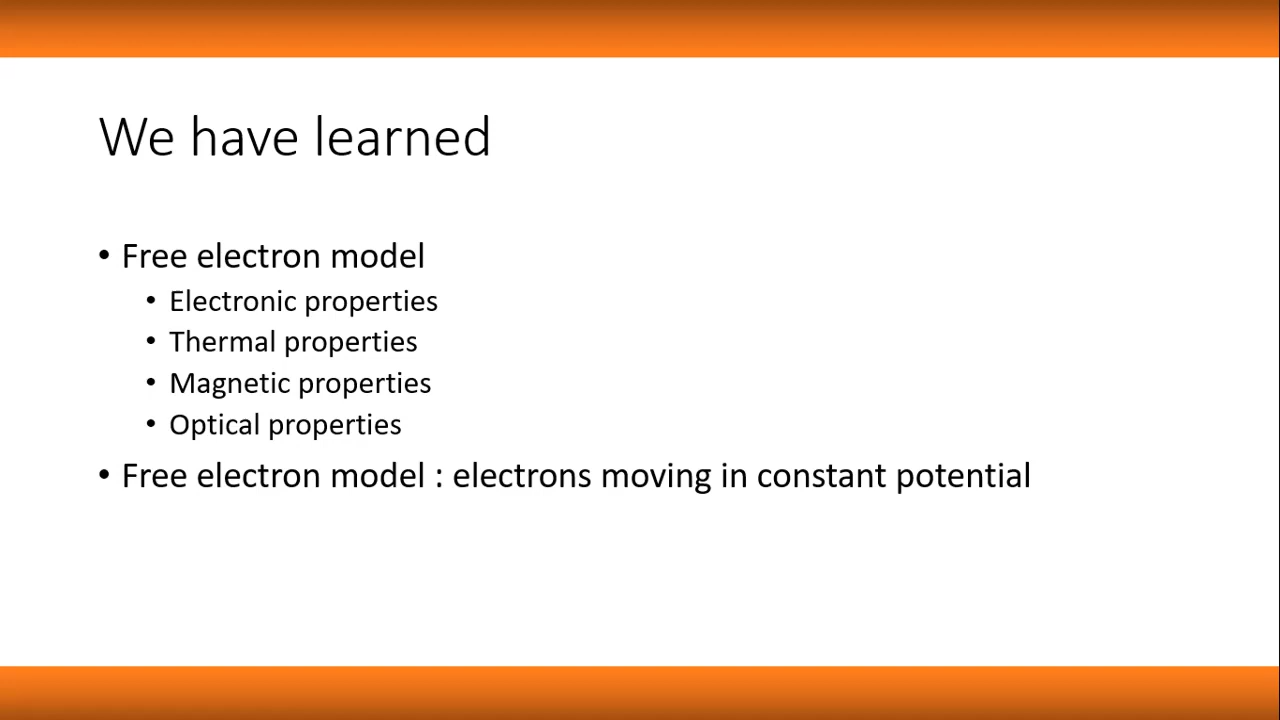 We have learned
• Free electron model
• Electronic properties
• Thermal properties
• Magnetic properties
• Optical properties
• Free electron model : electrons moving in constant potential